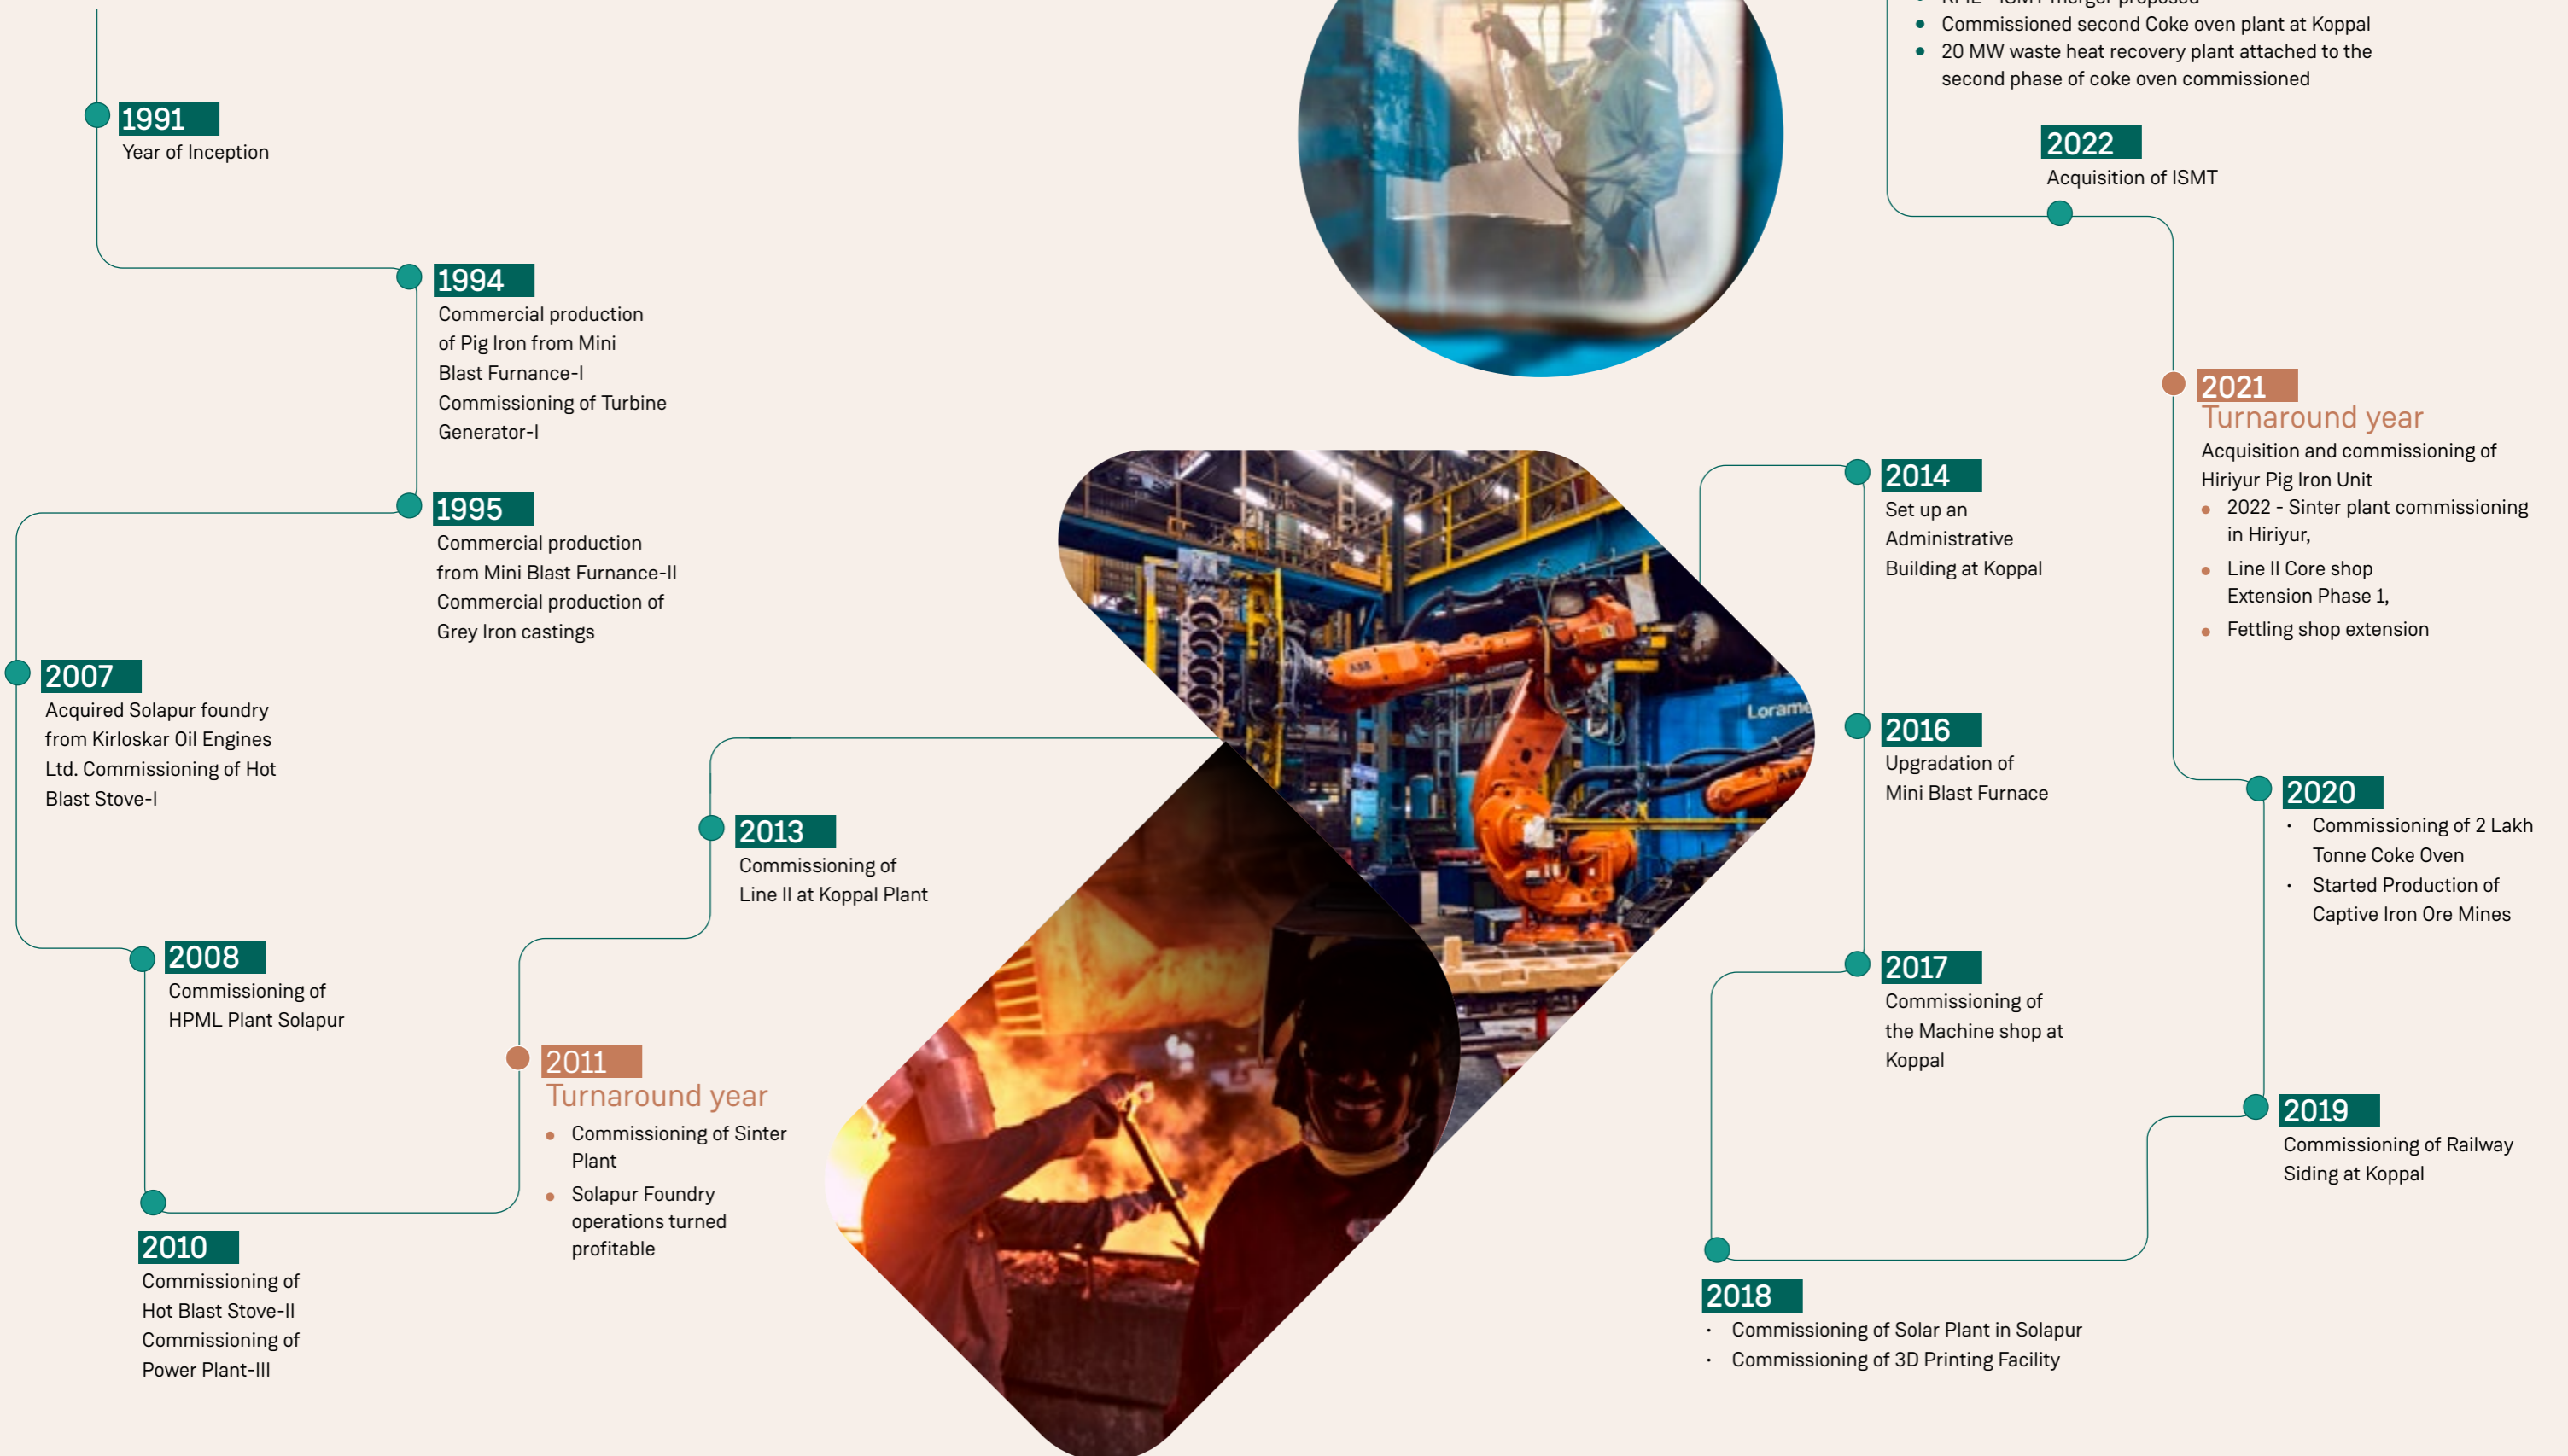 1991
Year of Inception
1994
Commercial production
of Pig Iron from Mini
Blast Furnance-I
Commissioning of Turbine
Generator-I
1995
Commercial production
from Mini Blast Furnance-II
Commercial production of
Grey Iron castings
2007
Acquired Solapur foundry
from Kirloskar Oil Engines
Ltd. Commissioning of Hot
Blast Stove-I
2008
Commissioning of
HPML Plant Solapur
2010
Commissioning of
Hot Blast Stove-II
Commissioning of
Power Plant-III
2011
Turnaround year
• Commissioning of Sinter
Plant
• Solapur Foundry
operations turned
profitable
2013
Commissioning of
Line II at Koppal Plant
ABB
Lorame
ABB
2014
Set up an
Administrative
Building at Koppal
2016
Upgradation of
Mini Blast Furnace
2017
Commissioning of
the Machine shop at
Koppal
2018
· Commissioning of Solar Plant in Solapur
· Commissioning of 3D Printing Facility
2019
Commissioning of Railway
Siding at Koppal
2020
· Commissioning of 2 Lakh
Tonne Coke Oven
· Started Production of
Captive Iron Ore Mines
2021
Turnaround year
Acquisition and commissioning of
Hiriyur Pig Iron Unit
• 2022 - Sinter plant commissioning
in Hiriyur,
• Line II Core shop
Extension Phase 1,
• Fettling shop extension
2022
Acquisition of ISMT
ISMT merger proposed
• Commissioned second Coke oven plant at Koppal
• 20 MW waste heat recovery plant attached to the
second phase of coke oven commissioned